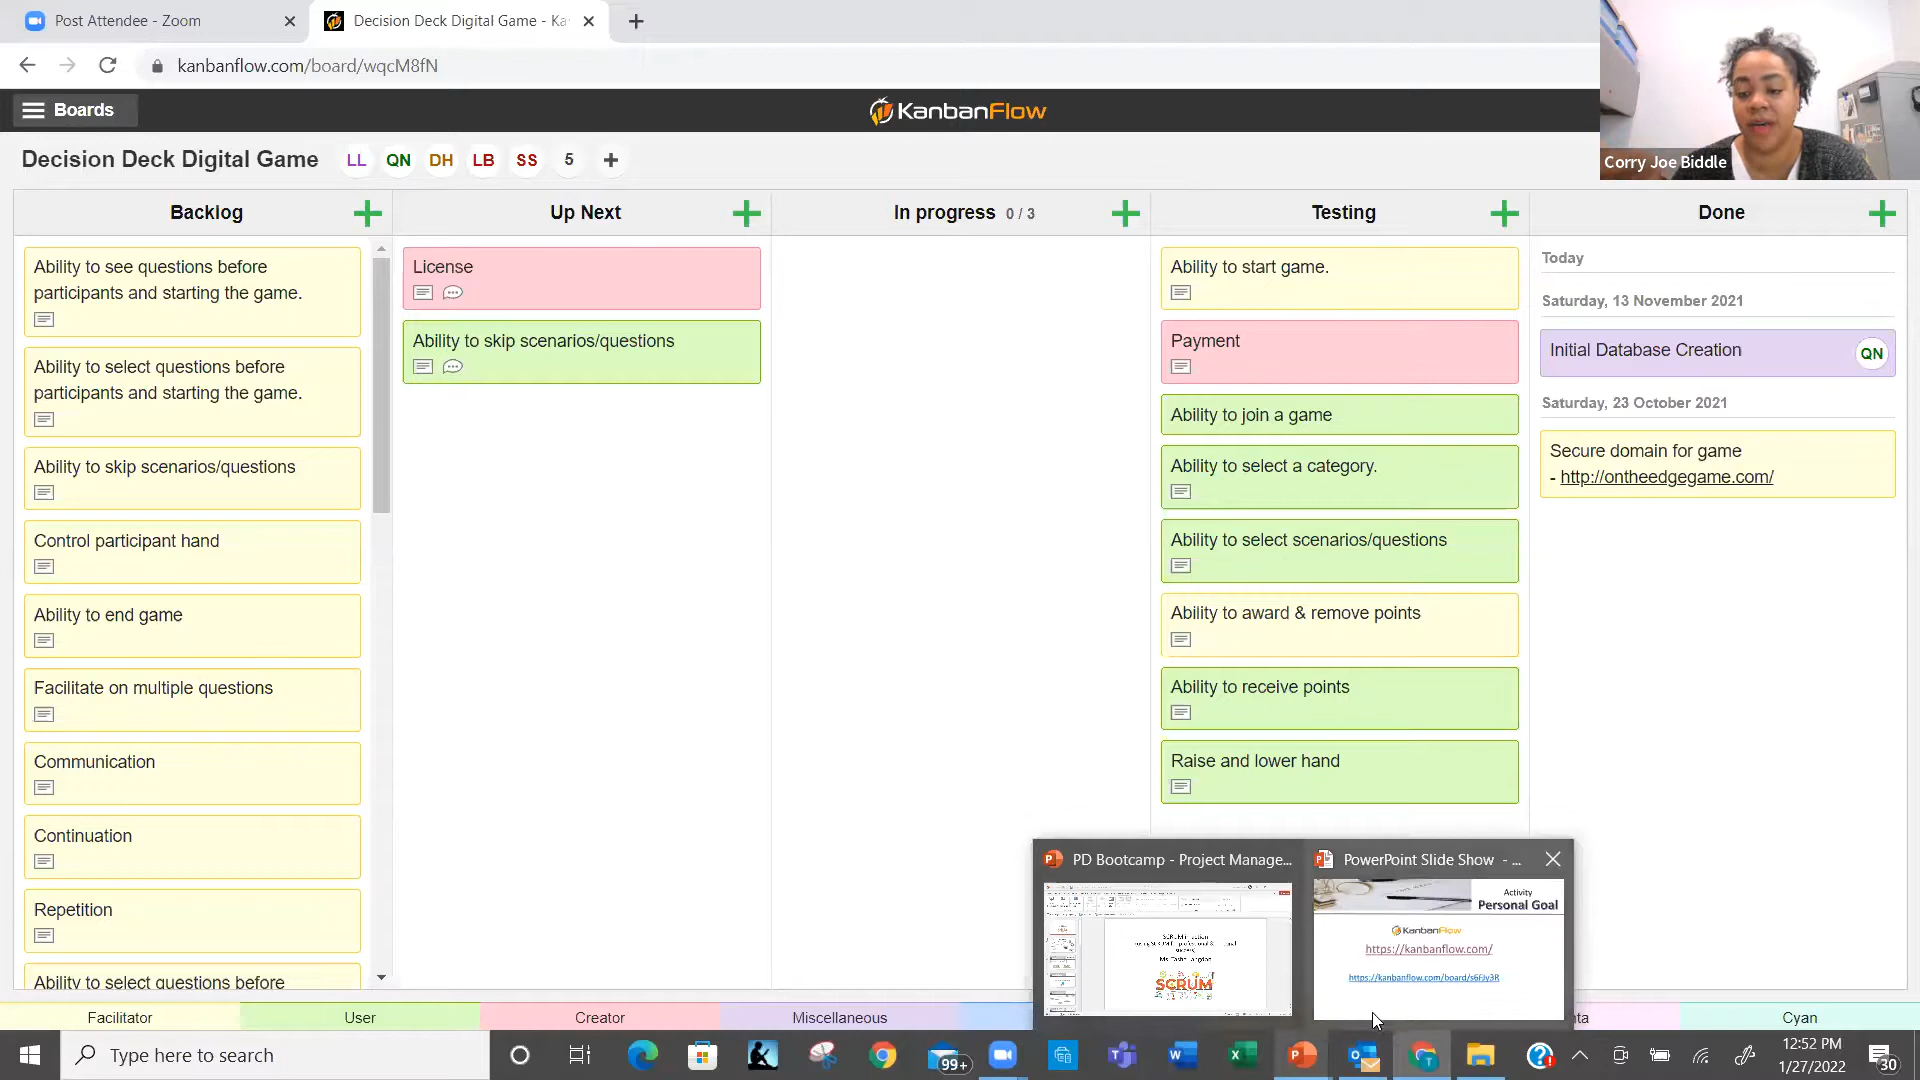 Post Attendee - Zoom
Decision Deck Digital Game - Ka
kanbanflow.com/board/wqcM8fN
Boards
KanbanFlow
Corry Joe Biddle
Decision Deck Digital Game
LL
QN
DH
LB
SS
5
Backlog
Up Next
In progress 0 / 3
Testing
Done
Ability to see questions before
participants and starting the game.
Ability to select questions before
participants and starting the game.
Ability to skip scenarios/questions
Control participant hand
Ability to end game
Facilitate on multiple questions
Communication
Continuation
Repetition
Ability to select questions before
License
Ability to skip scenarios/questions
Ability to start game.
Payment
Ability to join a game
Ability to select a category.
Ability to select scenarios/questions
Ability to award & remove points
Ability to receive points
Raise and lower hand
Today
Saturday, 13 November 2021
Initial Database Creation
QN
Saturday, 23 October 2021
Secure domain for game
- http://ontheedgegame.com/
PD Bootcamp - Project Manage...
SCRUM
PowerPoint Slide Show - ...
Activity
Personal Goal
KanbanFlow
https://kanbanflow.com/
Facilitator
User
Creator
Miscellaneous
nta
Cyan
Type here to search
99+
12:52 PM
1/27/2022
30